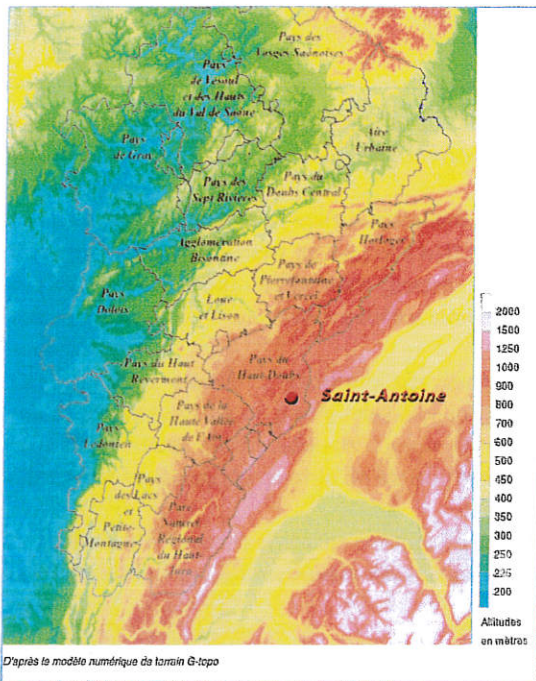 Pays des
Vosges Saônoises
Pays
de Vesoul
et des Hauts
du Val de Saône
Aire
Urbaine
Pays
de Gray
Pays des
Sept Rivières
Pays du
Doubs Central
Pays
Horloger
Agglomération
Bisontine
Pays de
Pierrefontaine
et Vercel
Pays
Dolois
Loue
et Lison
Pays du Haut
Revermont
Pays du
Haut-Doubs
Saint-Antoine
Pays de la
Haute Vallée
de l'Ain
Pays
Lédonien
Pays
des Lacs
et
Petite
Montagne
Parc
Naturel
Régional
du Haut-
Jura
2000
1500
1250
1000
900
800
700
600
500
450
400
350
300
250
225
200
Altitudes
en mètres
D'après le modèle numérique de terrain G-topo